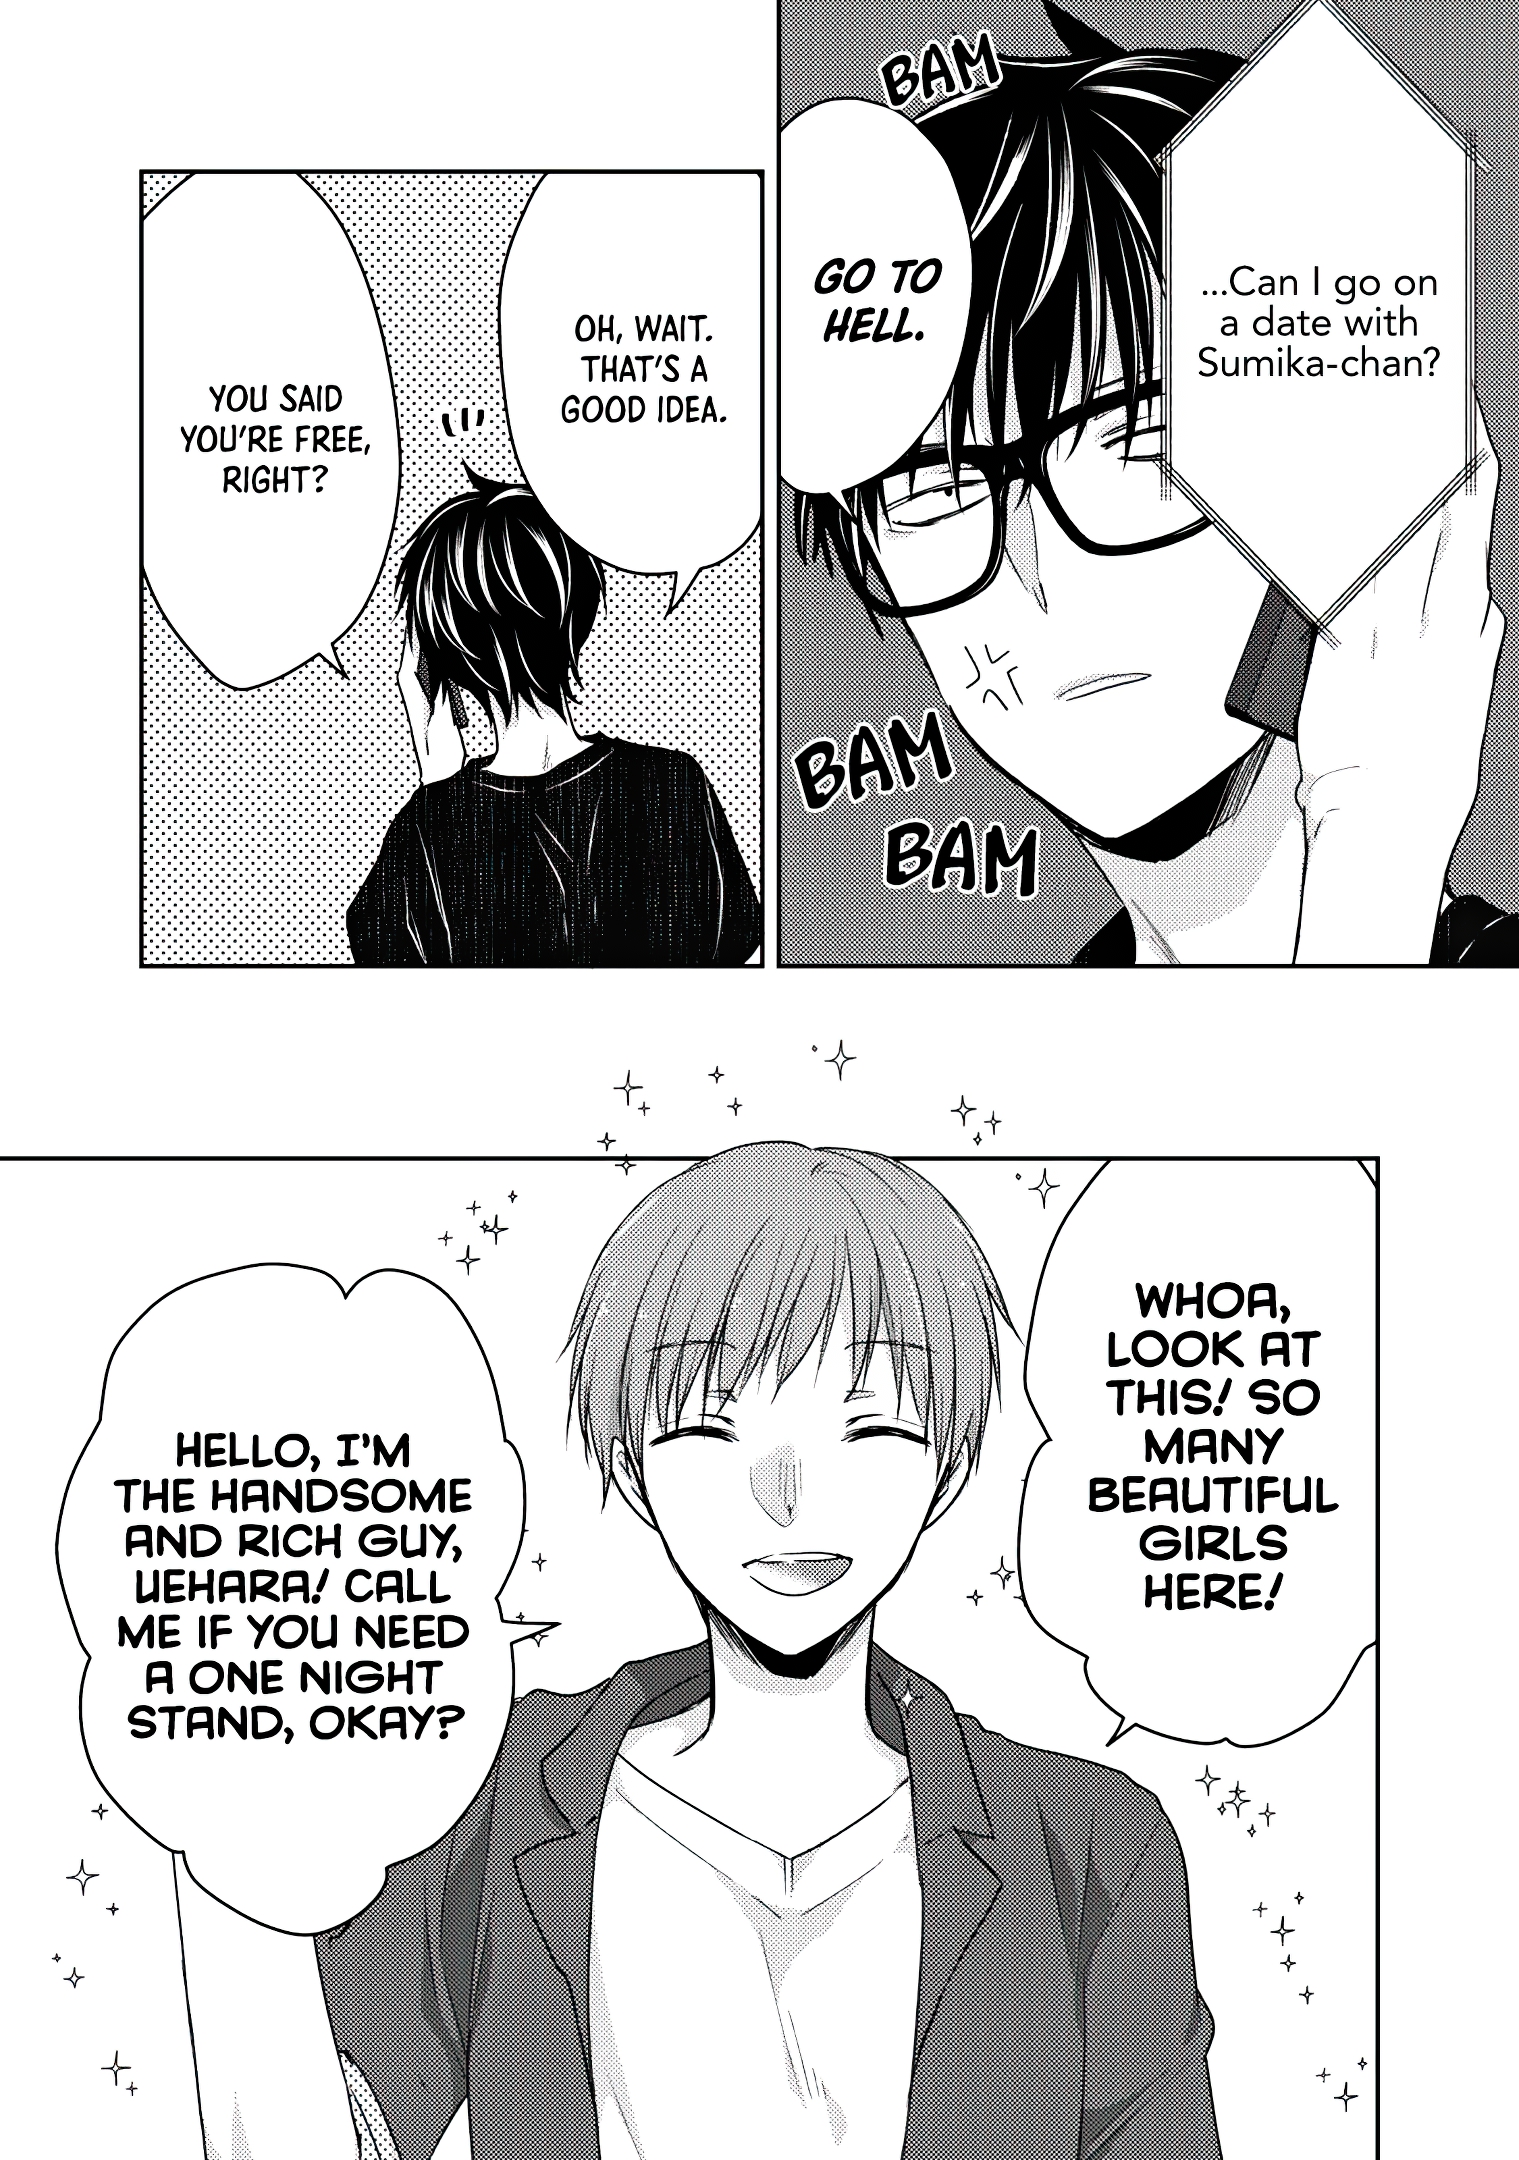 ...Can I go on
a date with
Sumika-chan?
BAM
GO TO
HELL.
BAM
BAM
OH, WAIT.
THAT'S A
GOOD IDEA.
YOU SAID
YOU'RE FREE,
RIGHT?
WHOA,
LOOK AT
THIS! SO
MANY
BEAUTIFUL
GIRLS
HERE!
HELLO, I'M
THE HANDSOME
AND RICH GUY,
UEHARA! CALL
ME IF YOU NEED
A ONE NIGHT
STAND, OKAY?